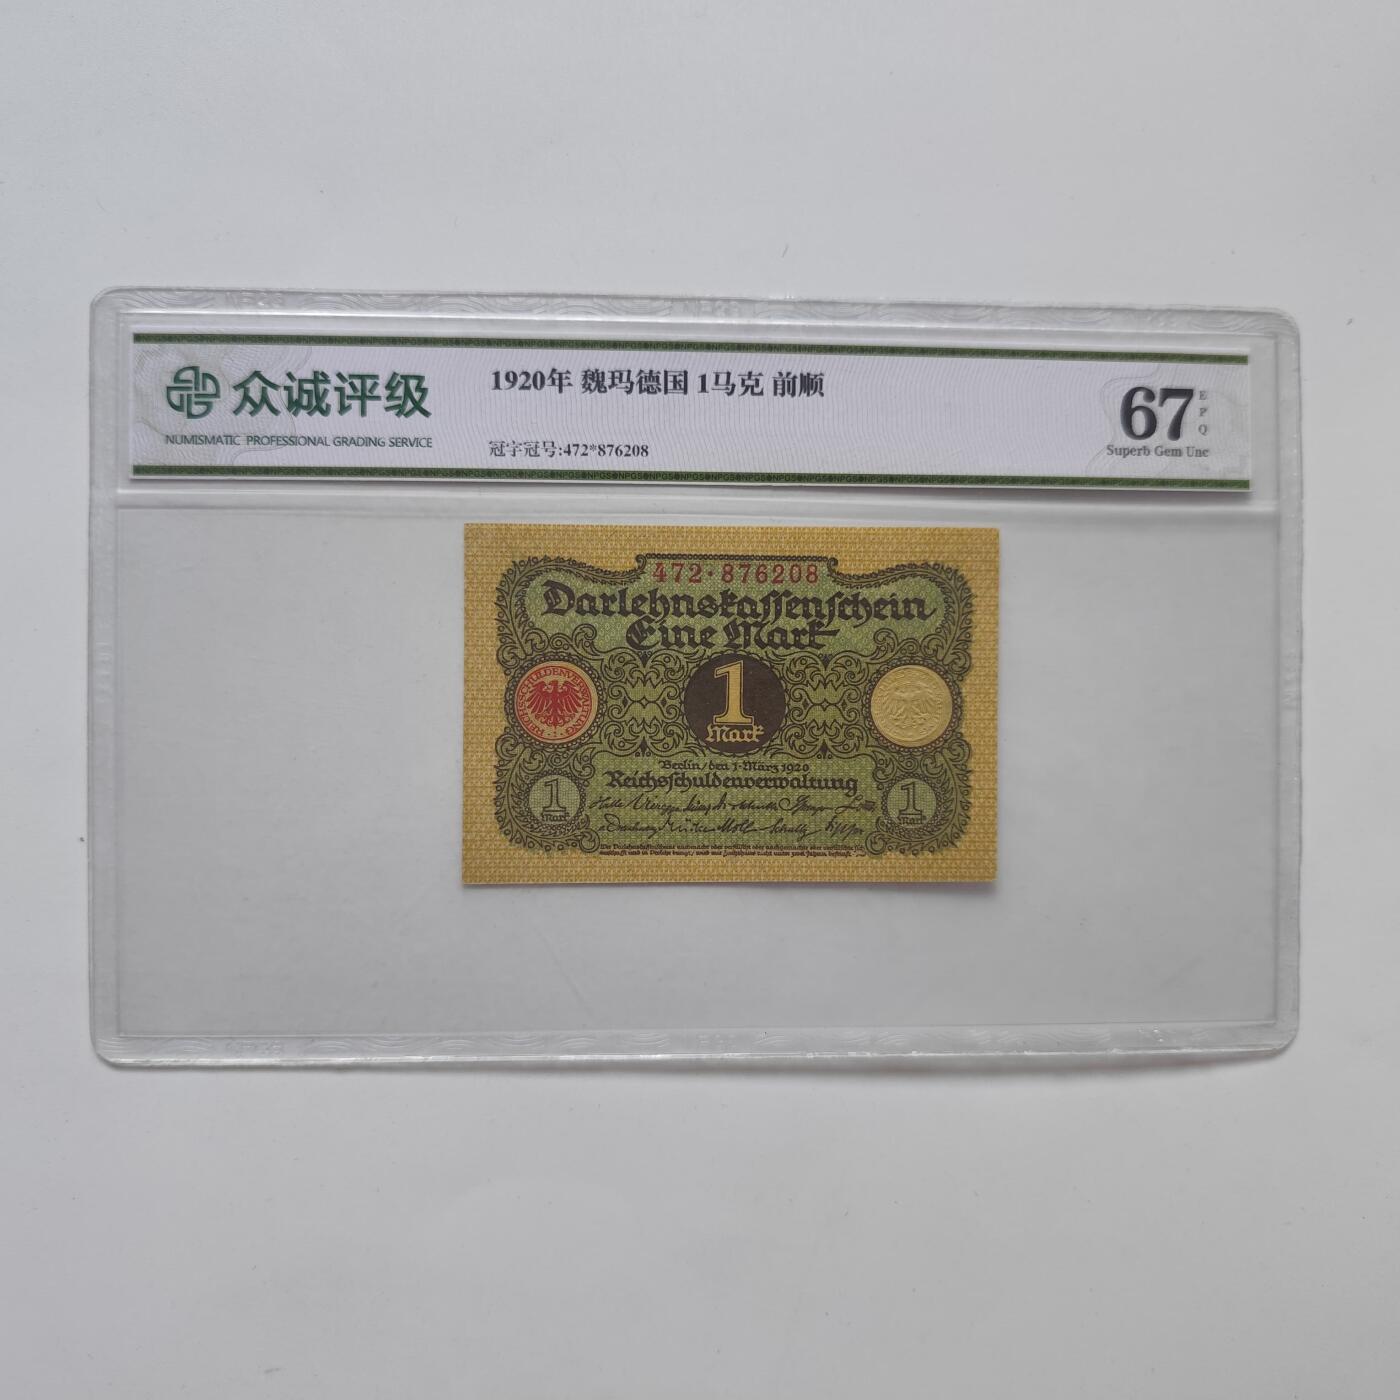 众诚评级
NUMISMATIC PROFESSIONAL GRADING SERVICE
1920年 魏玛德国 1马克 前顺
冠字冠号:472*876208
67
EPQ
Superb Gem Unc
472·876208
Darlehnskassenschein
Eine Mark
REICHSSCHULDENVERWALTUNG
1
Mark
Berlin, den 1. März 1920
Reichsschuldenverwaltung
1
Mark
1
Mark